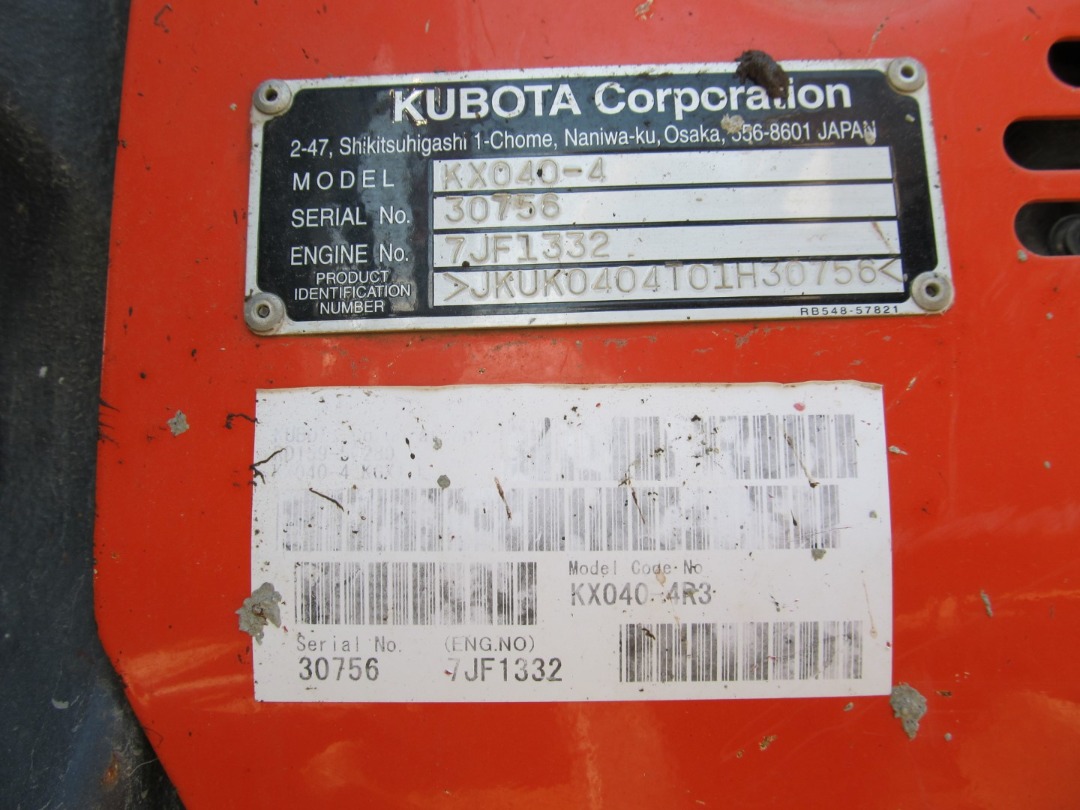 KUBOTA Corporation
2-47, Shikitsuhigashi 1-Chome, Naniwa-ku, Osaka, 556-8601 JAPAN
MODEL KX040-4
SERIAL No. 30756
ENGINE No. 7JF1332
PRODUCT IDENTIFICATION NUMBER >JKUK0404T01H30756<
RB548-57821
KX040-4
Model Code No
KX040-4R3
Serial No. (ENG.NO)
30756 7JF1332